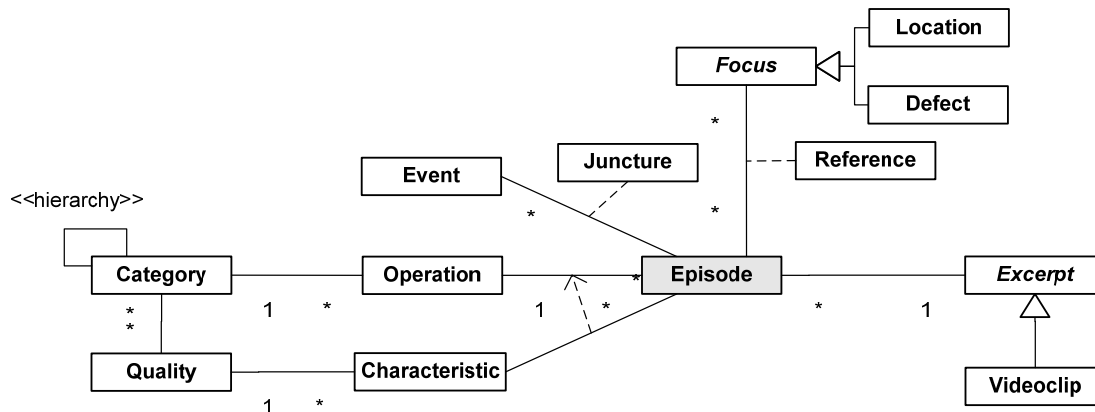 Location
Focus
Defect
*
Juncture
Reference
Event
<<hierarchy>>
*
*
Category
Operation
*
Episode
Excerpt
*
*
1
*
1
*
*
1
Quality
Characteristic
Videoclip
1
*